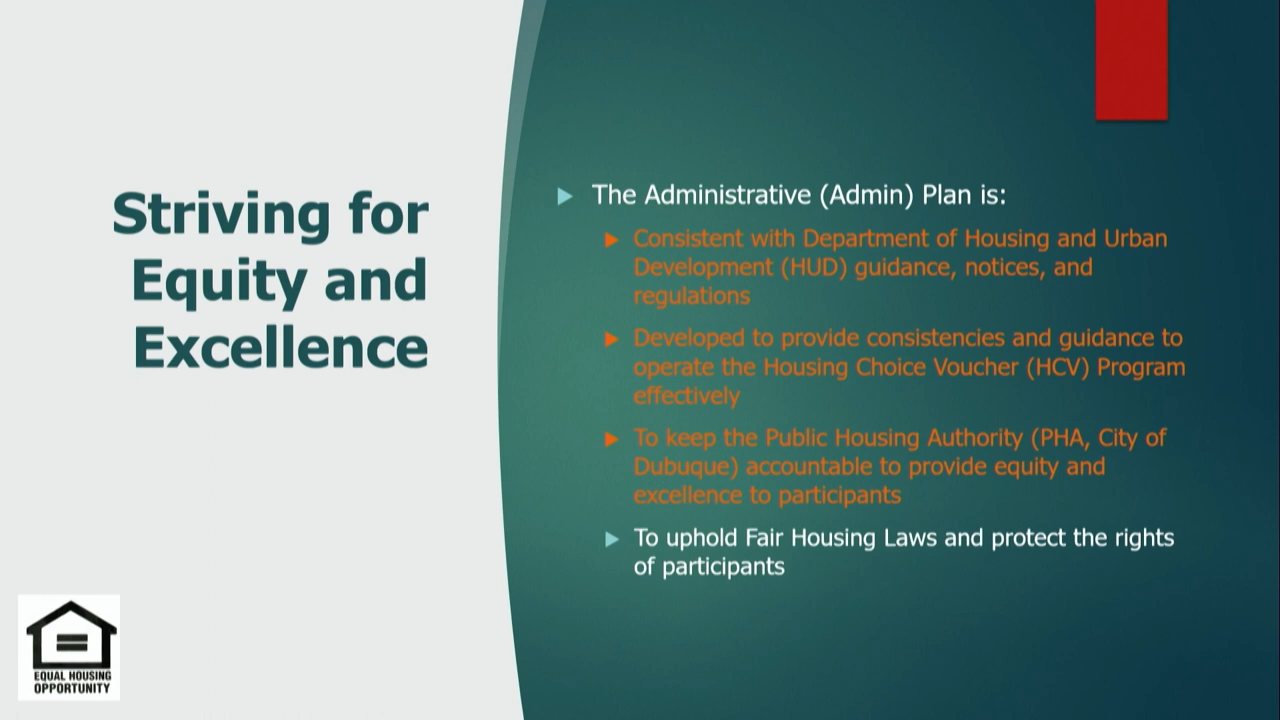 Striving for
Equity and
Excellence
The Administrative (Admin) Plan is:
Consistent with Department of Housing and Urban
Development (HUD) guidance, notices, and
regulations
Developed to provide consistencies and guidance to
operate the Housing Choice Voucher (HCV) Program
effectively
To keep the Public Housing Authority (PHA, City of
Dubuque) accountable to provide equity and
excellence to participants
To uphold Fair Housing Laws and protect the rights
of participants
EQUAL HOUSING
OPPORTUNITY